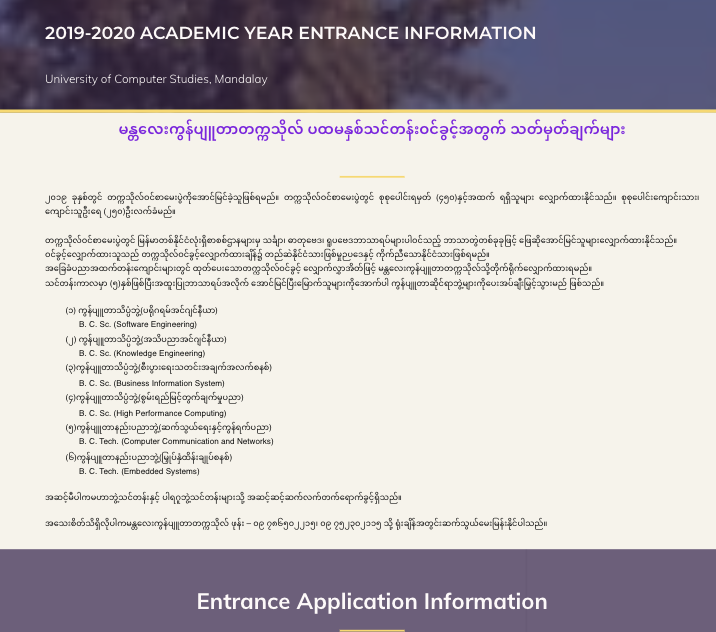 2019-2020 ACADEMIC YEAR ENTRANCE INFORMATION
University of Computer Studies, Mandalay
မန္တလေးကွန်ပျူတာတက္ကသိုလ် ပထမနှစ်သင်တန်းဝင်ခွင့်အတွက် သတ်မှတ်ချက်များ
၂၀၁၉ ခုနှစ်တွင် တက္ကသိုလ်ဝင်စာမေးပွဲကိုအောင်မြင်ခဲ့သူဖြစ်ရမည်။ တက္ကသိုလ်ဝင်စာမေးပွဲတွင် စုစုပေါင်းရမှတ် (၄၅၀)နှင့်အထက် ရရှိသူများ လျှောက်ထားနိုင်သည်။ စုစုပေါင်းကျောင်းသား၊
ကျောင်းသူဦးရေ (၂၅၀)ဦးလက်ခံမည်။
တက္ကသိုလ်ဝင်စာမေးပွဲတွင် မြန်မာတစ်နိုင်ငံလုံးရှိစာစစ်ဌာနများမှ သင်္ချာ၊ ဓာတုဗေဒ၊ ရူပဗေဒဘာသာရပ်များပါဝင်သည့် ဘာသာတွဲတစ်ခုခုဖြင့် ဖြေဆိုအောင်မြင်သူများလျှောက်ထားနိုင်သည်။
ဝင်ခွင့်လျှောက်ထားသူသည် တက္ကသိုလ်ဝင်ခွင့်လျှောက်ထားချိန်၌ တည်ဆဲနိုင်ငံသားဖြစ်မှုဥပဒေနှင့် ကိုက်ညီသောနိုင်ငံသားဖြစ်ရမည်။
အခြေခံပညာအထက်တန်းကျောင်းများတွင် ထုတ်ပေးသောတက္ကသိုလ်ဝင်ခွင့် လျှောက်လွှာအိတ်ဖြင့် မန္တလေးကွန်ပျူတာတက္ကသိုလ်သို့တိုက်ရိုက်လျှောက်ထားရမည်။
သင်တန်းကာလမှာ (၅)နှစ်ဖြစ်ပြီးအထူးပြုဘာသာရပ်အလိုက် အောင်မြင်ပြီးမြောက်သူများကိုအောက်ပါ ကွန်ပျူတာဆိုင်ရာဘွဲ့များကိုပေးအပ်ချီးမြှင့်သွားမည် ဖြစ်သည်။
(၁) ကွန်ပျူတာသိပ္ပံဘွဲ့(ပရိုဂရမ်အင်ဂျင်နီယာ)
B. C. Sc. (Software Engineering)
(၂) ကွန်ပျူတာသိပ္ပံဘွဲ့(အသိပညာအင်ဂျင်နီယာ)
B. C. Sc. (Knowledge Engineering)
(၃)ကွန်ပျူတာသိပ္ပံဘွဲ့(စီးပွားရေးသတင်းအချက်အလက်စနစ်)
B. C. Sc. (Business Information System)
(၄)ကွန်ပျူတာသိပ္ပံဘွဲ့(စွမ်းရည်မြင့်တွက်ချက်မှုပညာ)
B. C. Sc. (High Performance Computing)
(၅)ကွန်ပျူတာနည်းပညာဘွဲ့(ဆက်သွယ်ရေးနှင့်ကွန်ရက်ပညာ)
B. C. Tech. (Computer Communication and Networks)
(၆)ကွန်ပျူတာနည်းပညာဘွဲ့(မြှုပ်နှံထိန်းချုပ်စနစ်)
B. C. Tech. (Embedded Systems)
အဆင့်မီပါကမဟာဘွဲ့သင်တန်းနှင့် ပါရဂူဘွဲ့သင်တန်းများသို့ အဆင့်ဆင့်ဆက်လက်တက်ရောက်ခွင့်ရှိသည်။
အသေးစိတ်သိရှိလိုပါကမန္တလေးကွန်ပျူတာတက္ကသိုလ် ဖုန်း – ၀၉ ၇၈၆၅၀၂၂၁၅၊ ၀၉ ၇၅၂၃၀၂၁၁၅ သို့ ရုံးချိန်အတွင်းဆက်သွယ်မေးမြန်းနိုင်ပါသည်။
Entrance Application Information